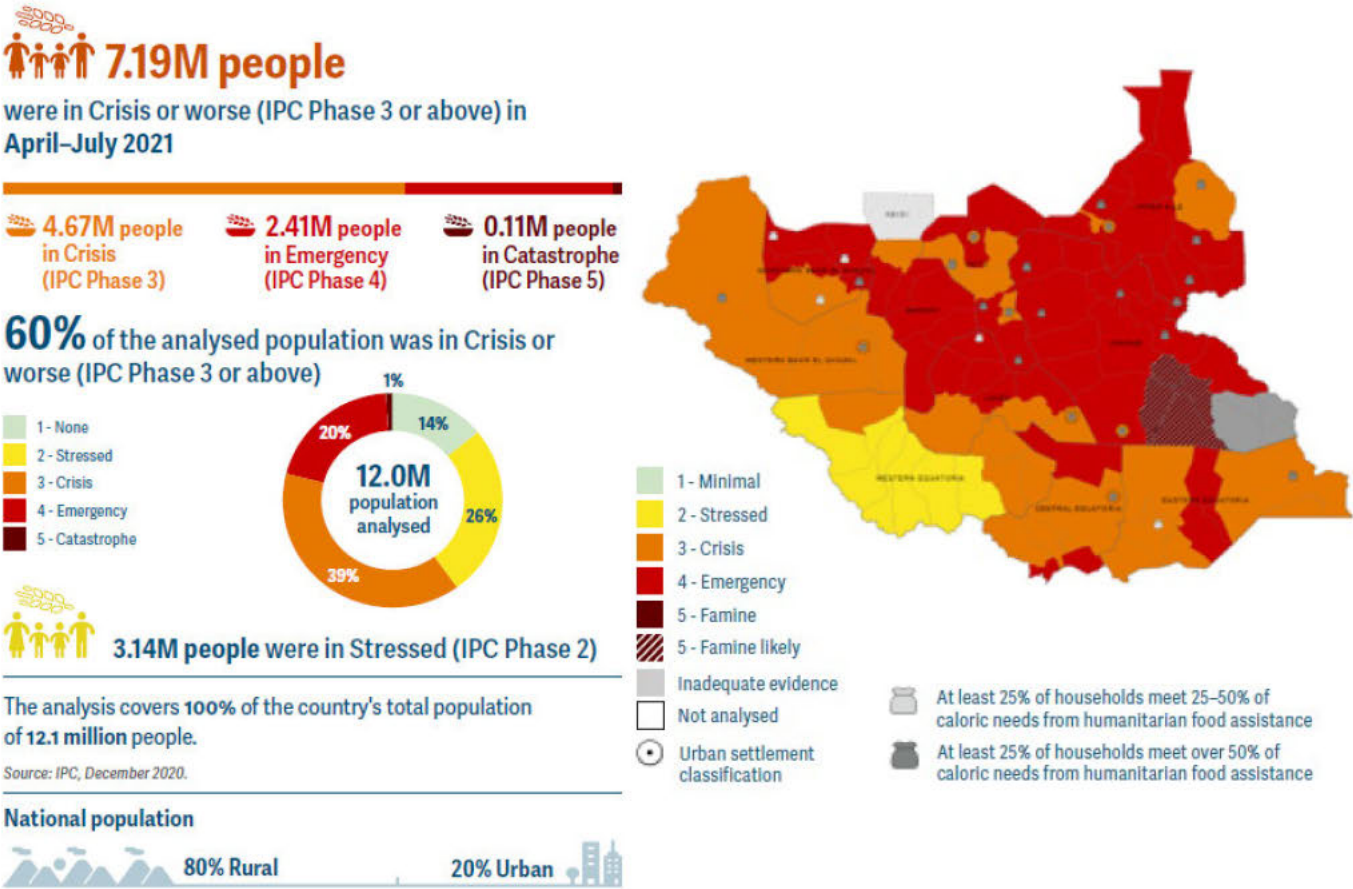 7.19M people
were in Crisis or worse (IPC Phase 3 or above) in
April–July 2021
4.67M people
in Crisis
(IPC Phase 3)
2.41M people
in Emergency
(IPC Phase 4)
0.11M people
in Catastrophe
(IPC Phase 5)
60% of the analysed population was in Crisis or
worse (IPC Phase 3 or above)
1 - None
2 - Stressed
3 - Crisis
4 - Emergency
5 - Catastrophe
1%
14%
20%
26%
39%
12.0M
population
analysed
3.14M people were in Stressed (IPC Phase 2)
The analysis covers 100% of the country's total population
of 12.1 million people.
Source: IPC, December 2020.
National population
80% Rural
20% Urban
WESTERN BAHR EL GHAZAL
WESTERN EQUATORIA
CENTRAL EQUATORIA
EASTERN EQUATORIA
1 - Minimal
2 - Stressed
3 - Crisis
4 - Emergency
5 - Famine
5 - Famine likely
Inadequate evidence
Not analysed
Urban settlement
classification
At least 25% of households meet 25–50% of
caloric needs from humanitarian food assistance
At least 25% of households meet over 50% of
caloric needs from humanitarian food assistance